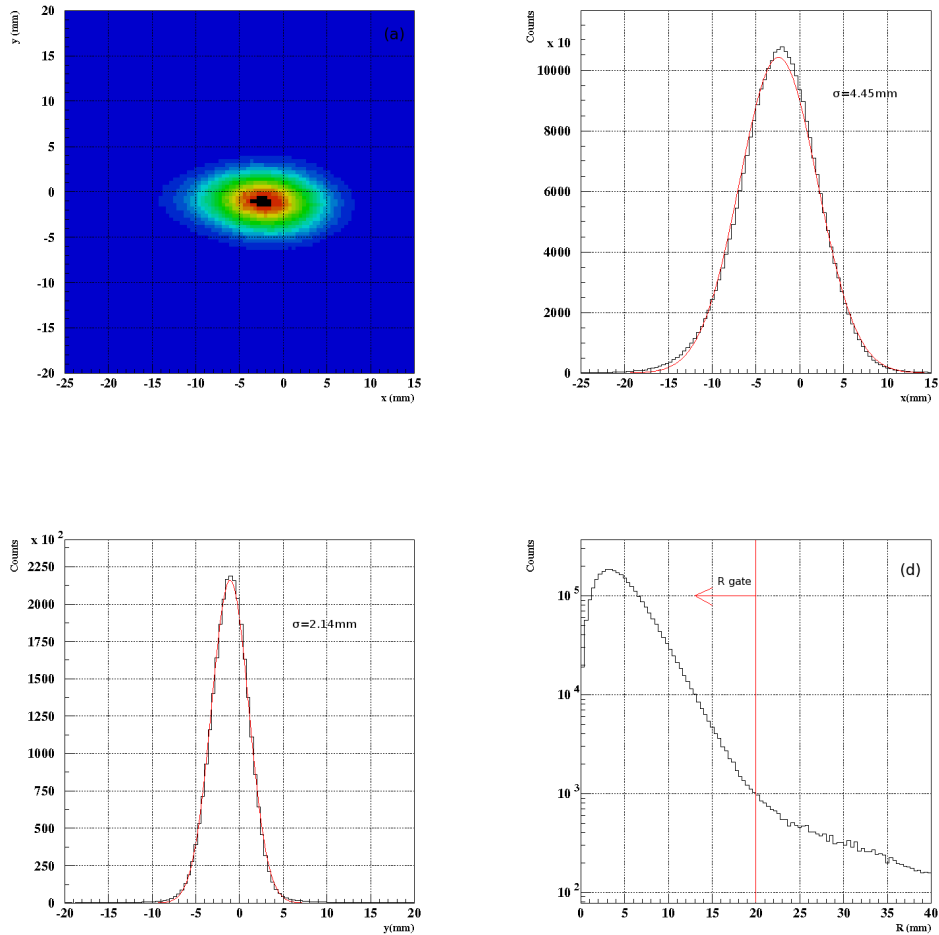 y (mm)
20
15
10
5
0
-5
-10
-15
-20
(a)
-25 -20 -15 -10 -5 0 5 10 15
x (mm)
Counts
x 10
10000
8000
6000
4000
2000
0
σ=4.45mm
-25 -20 -15 -10 -5 0 5 10 15
x(mm)
Counts
x 10 2
2250
2000
1750
1500
1250
1000
750
500
250
0
σ=2.14mm
-20 -15 -10 -5 0 5 10 15 20
y(mm)
Counts
10 5
10 4
10 3
10 2
(d)
R gate
0 5 10 15 20 25 30 35 40
R (mm)